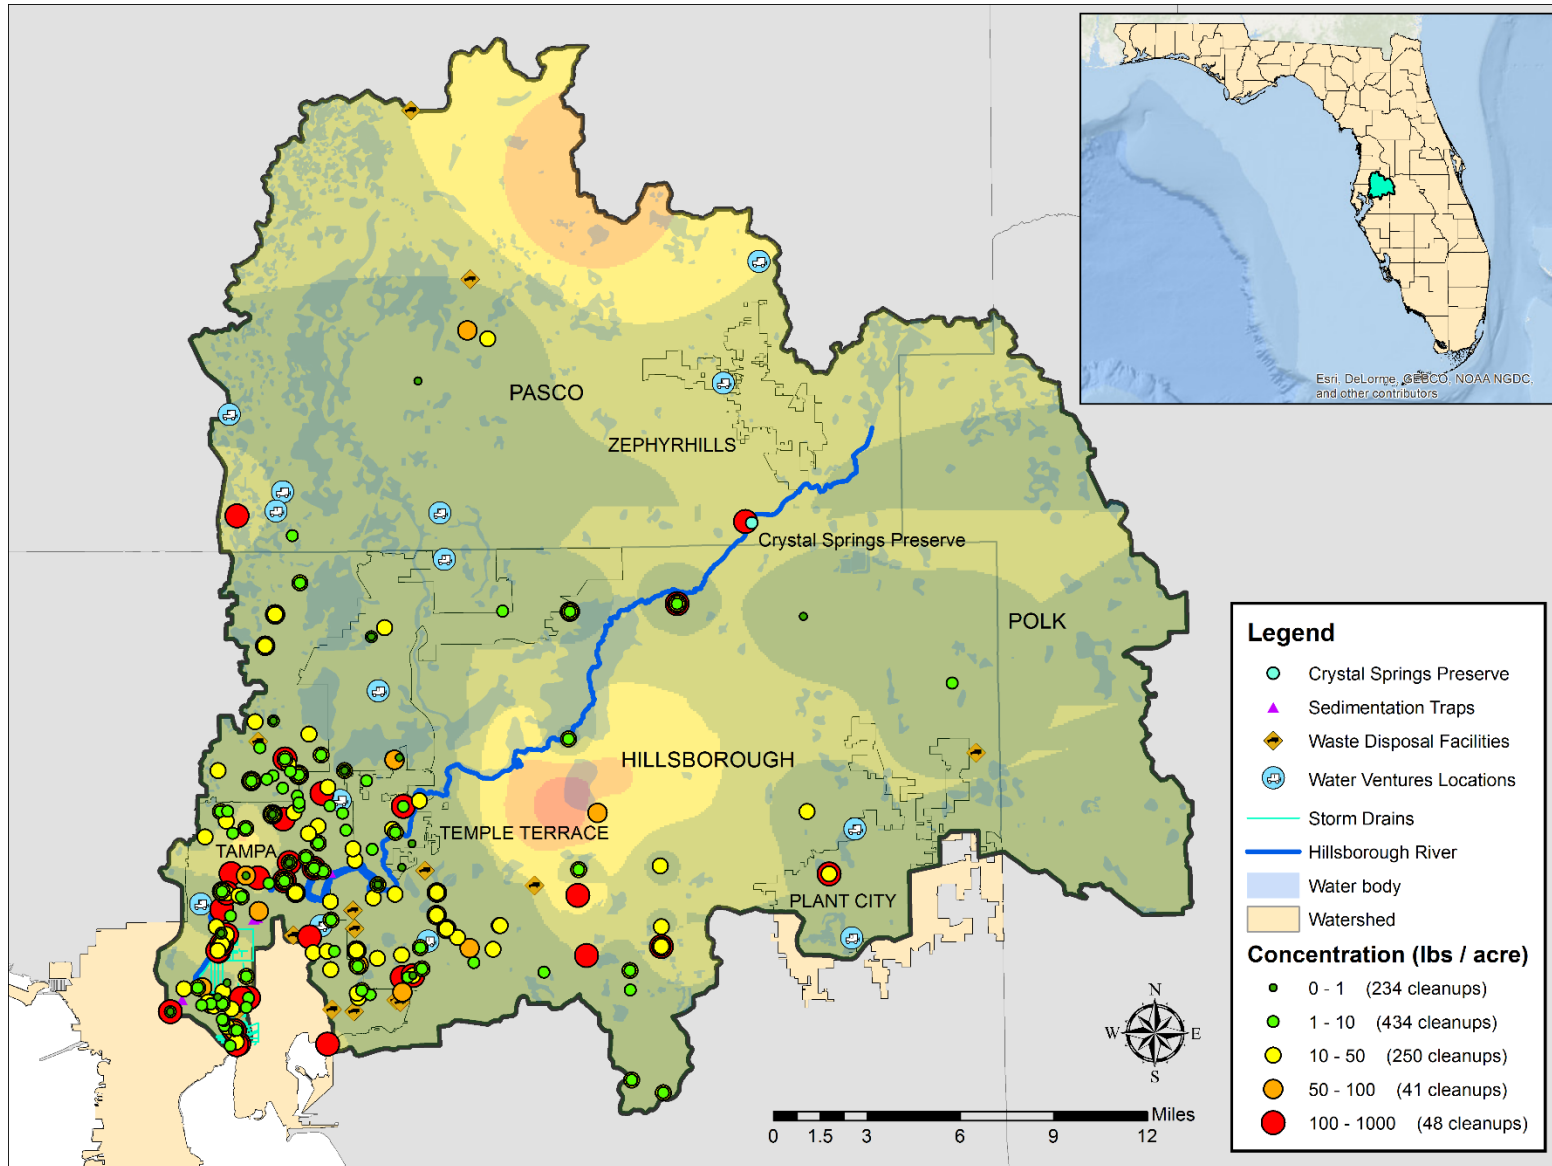 Esri, DeLorme, GEBCO, NOAA NGDC,
and other contributors
PASCO
ZEPHYRHILLS
Crystal Springs Preserve
POLK
HILLSBOROUGH
TEMPLE TERRACE
TAMPA
PLANT CITY
Legend
Crystal Springs Preserve
Sedimentation Traps
Waste Disposal Facilities
Water Ventures Locations
Storm Drains
Hillsborough River
Water body
Watershed
Concentration (lbs / acre)
0 - 1 (234 cleanups)
1 - 10 (434 cleanups)
10 - 50 (250 cleanups)
50 - 100 (41 cleanups)
100 - 1000 (48 cleanups)
N
W E
S
Miles
0 1.5 3 6 9 12